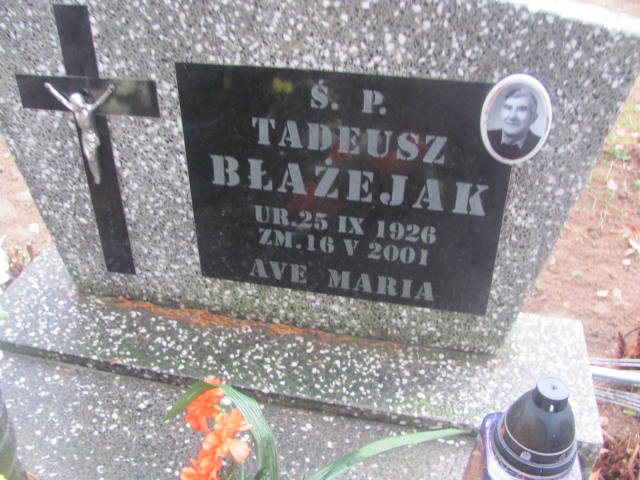 Ś. P.
TADEUSZ
BŁAŻEJAK
UR. 25 IX 1926
ZM. 16 V 2001
AVE MARIA